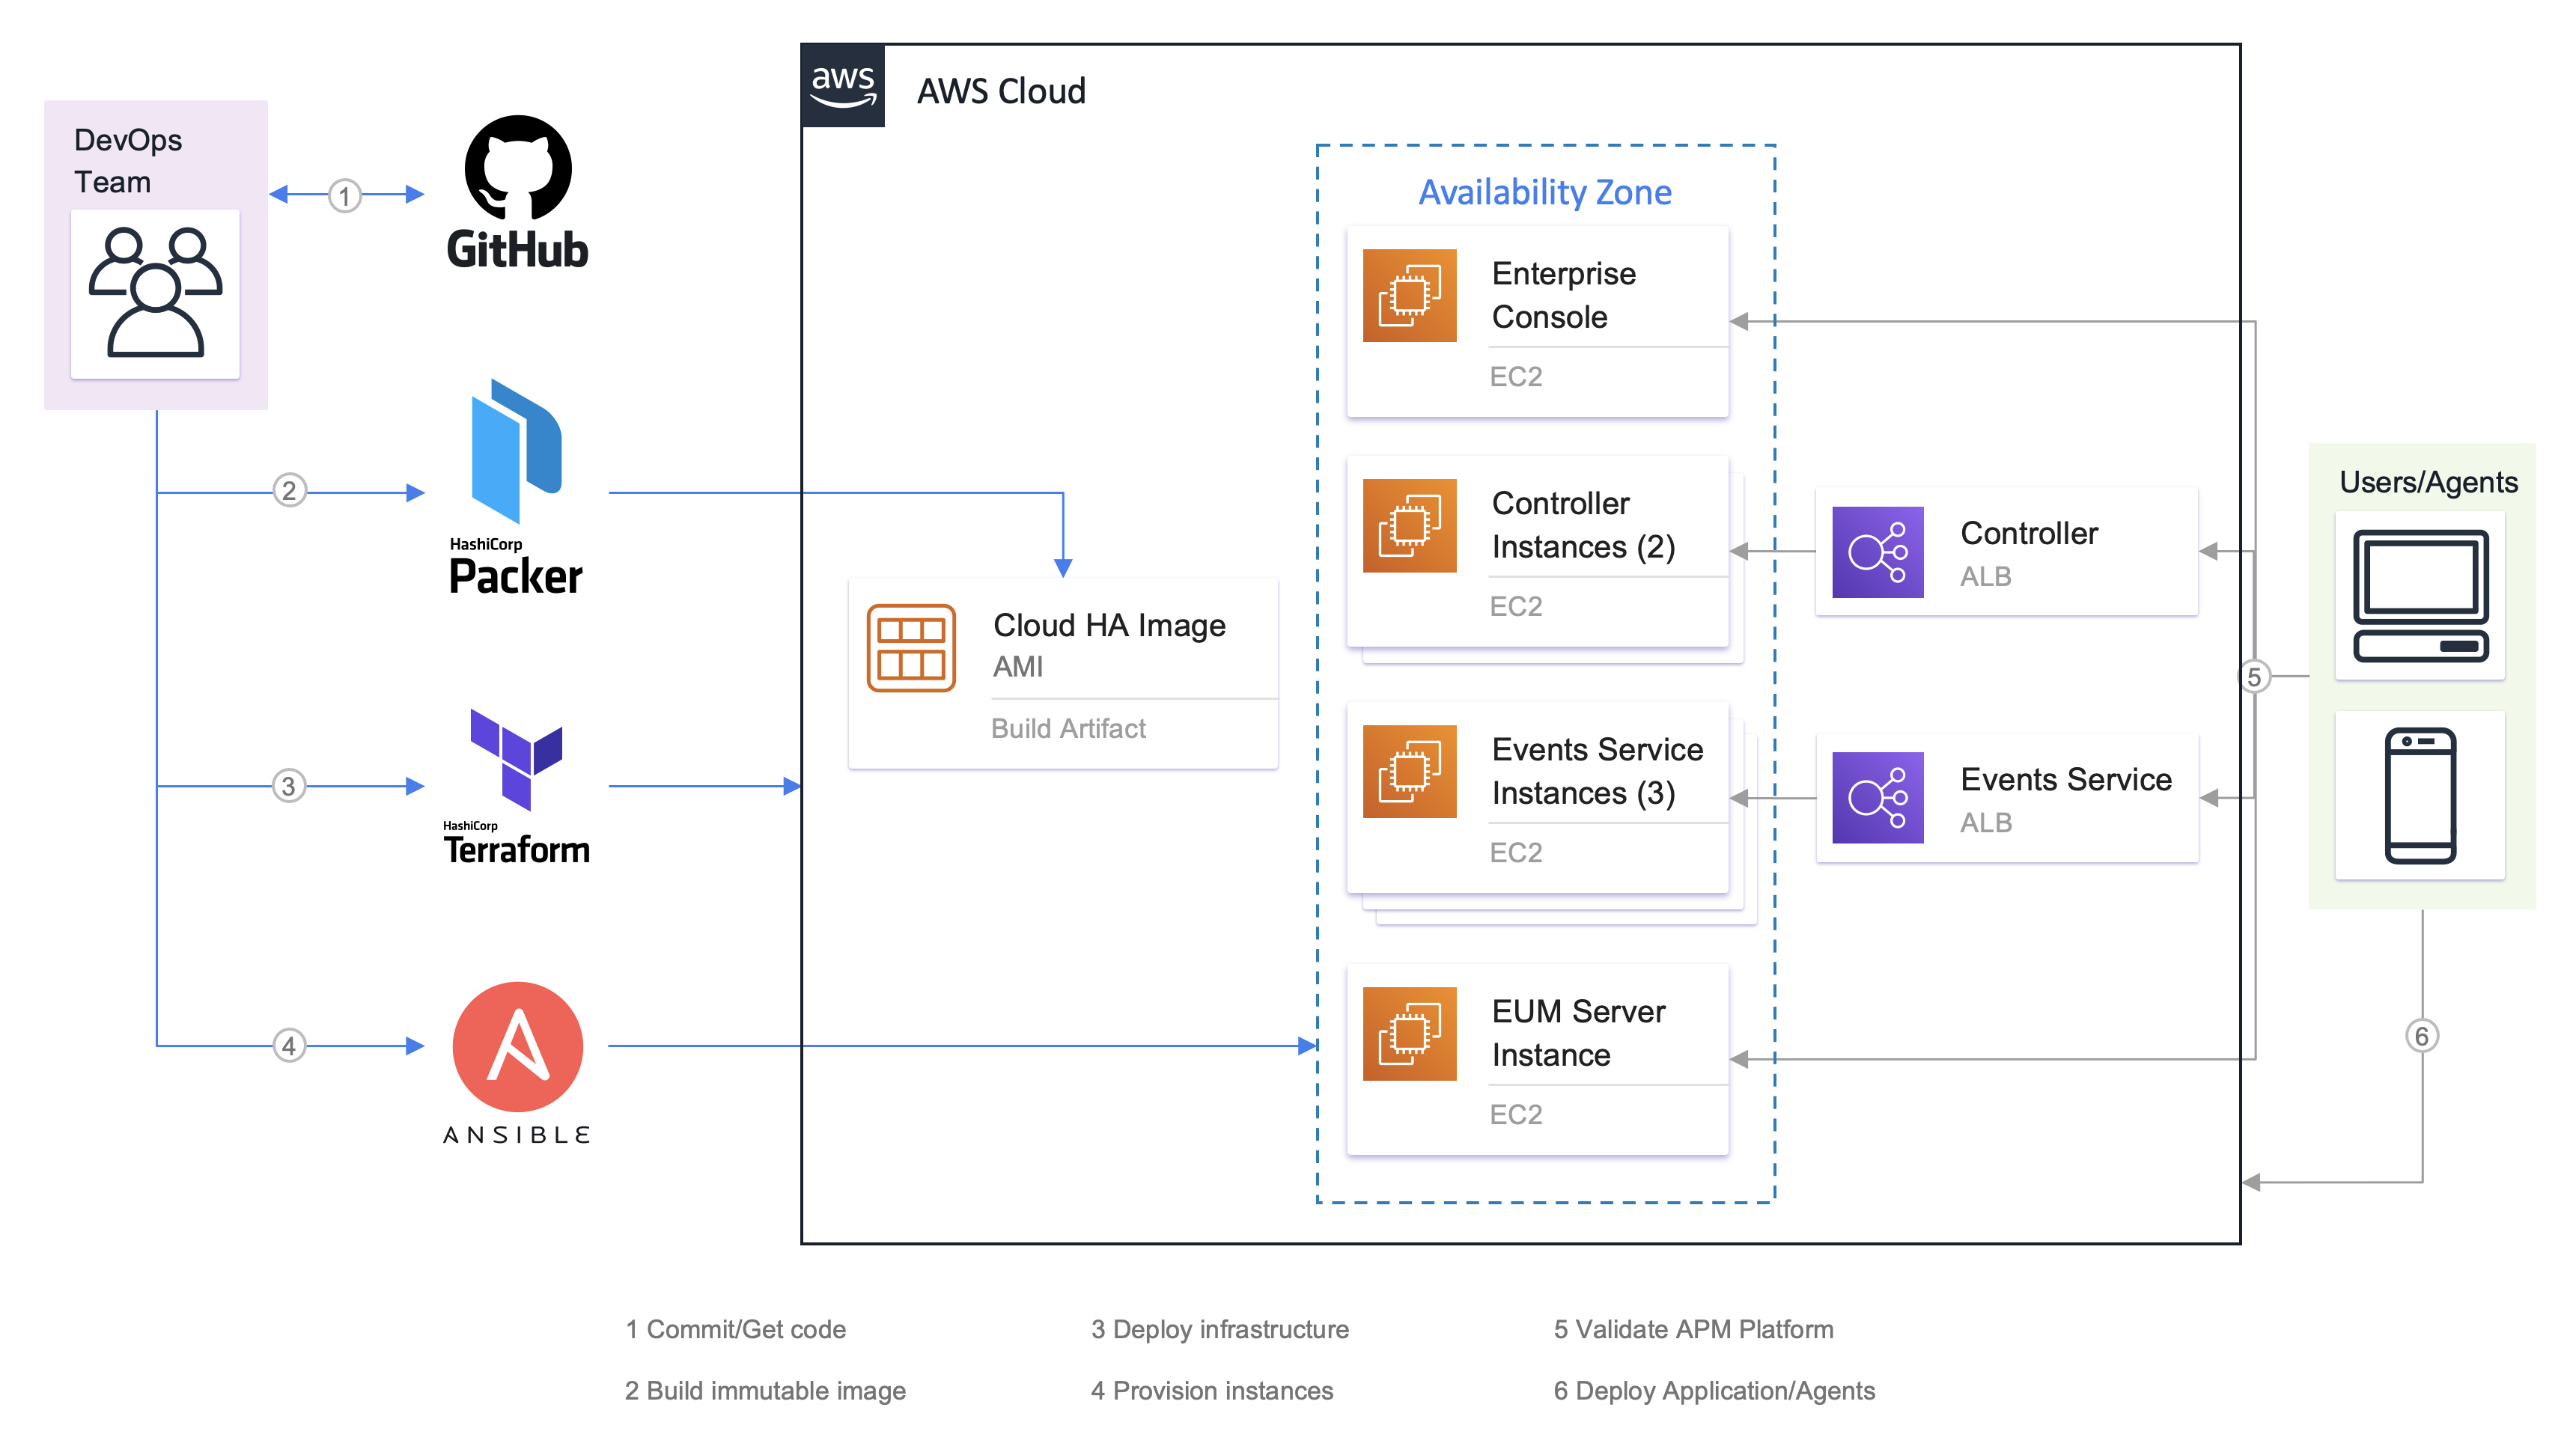 aws
AWS Cloud
DevOps
Team
1
GitHub
Availability Zone
Enterprise
Console
EC2
2
HashiCorp
Packer
Controller
Instances (2)
EC2
Controller
ALB
Users/Agents
Cloud HA Image
AMI
Build Artifact
5
3
HashiCorp
Terraform
Events Service
Instances (3)
EC2
Events Service
ALB
4
ANSIBLE
EUM Server
Instance
EC2
6
1 Commit/Get code
3 Deploy infrastructure
5 Validate APM Platform
2 Build immutable image
4 Provision instances
6 Deploy Application/Agents